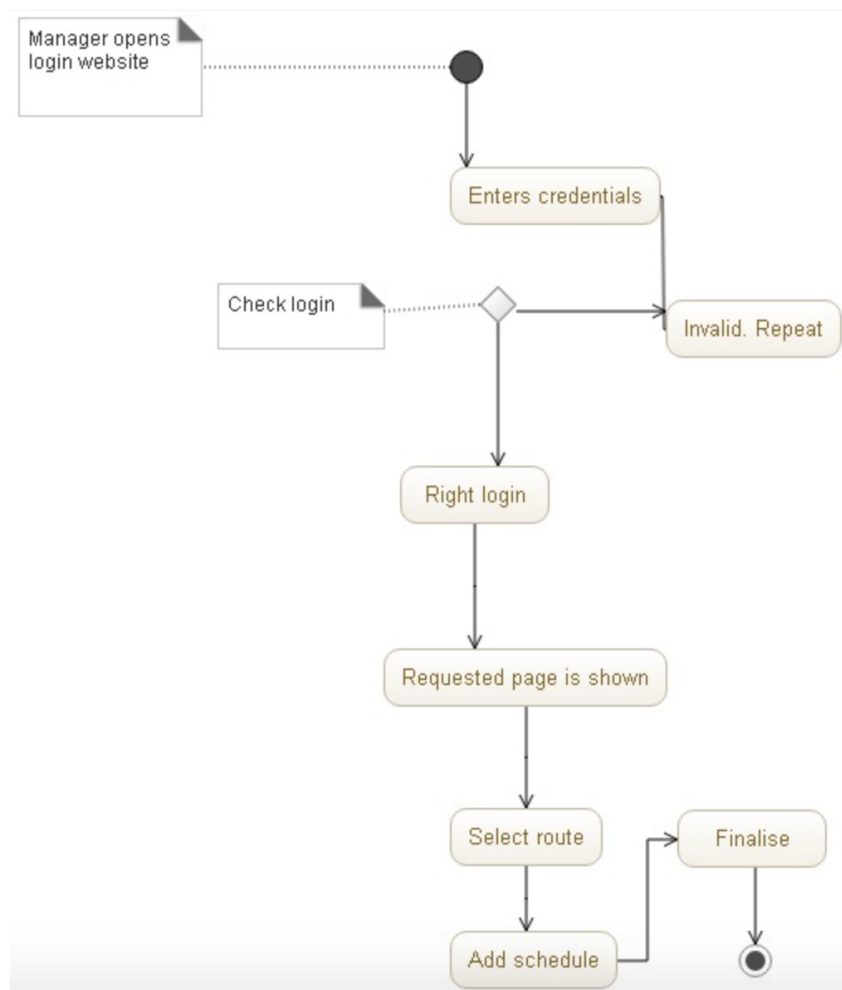 Manager opens
login website
Enters credentials
Check login
Invalid. Repeat
Right login
Requested page is shown
Select route
Finalise
Add schedule